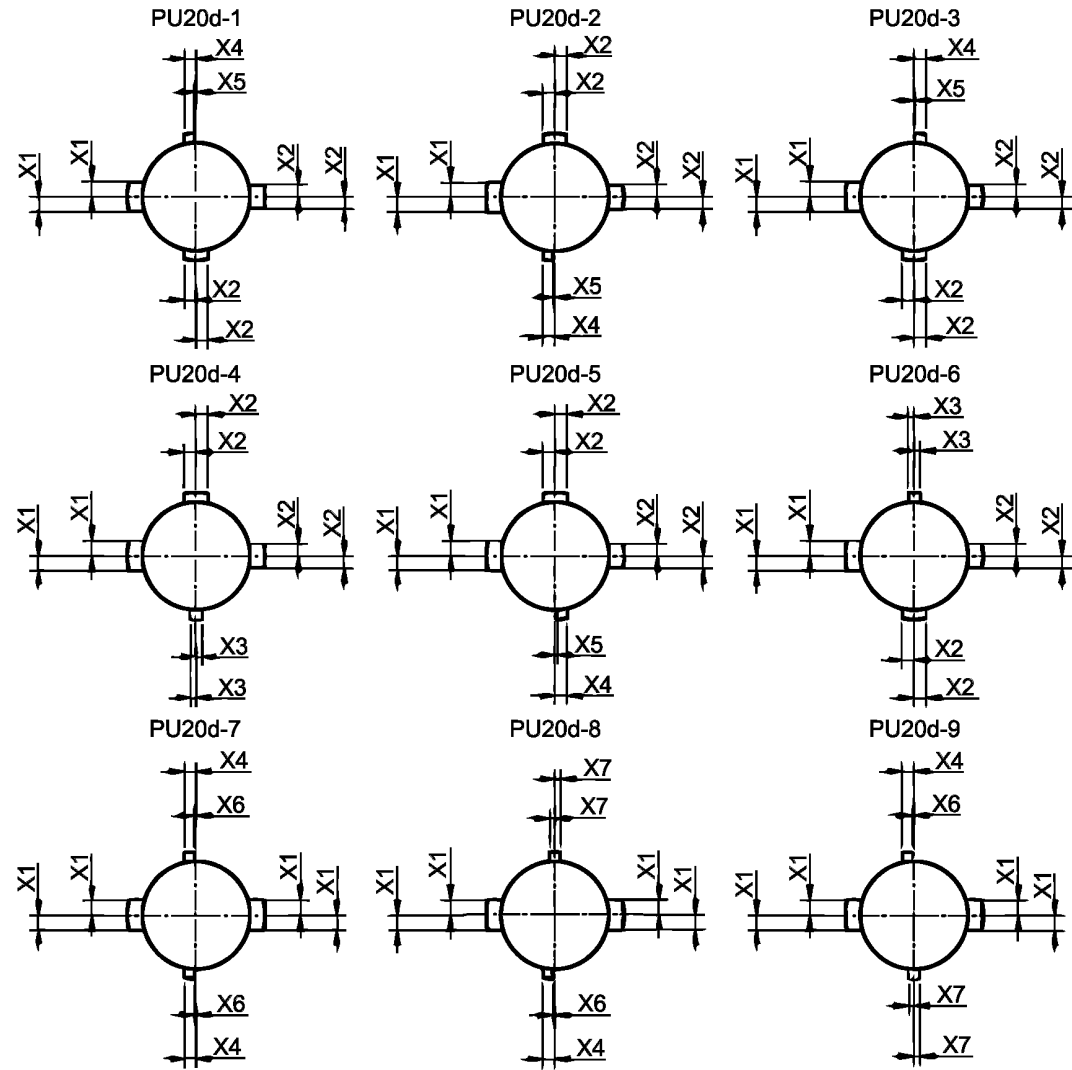 PU20d-1 PU20d-2 PU20d-3
X4 X2 X4
X5 X2 X5
X1 X1 X2 X2 X1 X1 X2 X2 X1 X1 X2 X2
X2 X5 X2
X2 X4 X2
PU20d-4 PU20d-5 PU20d-6
X2 X2 X3
X2 X2 X3
X1 X1 X2 X2 X1 X1 X2 X2 X1 X1 X2 X2
X3 X5 X2
X3 X4 X2
PU20d-7 PU20d-8 PU20d-9
X4 X7 X4
X6 X7 X6
X1 X1 X1 X1 X1 X1 X1 X1 X1 X1 X1 X1
X6 X6 X7
X4 X4 X7